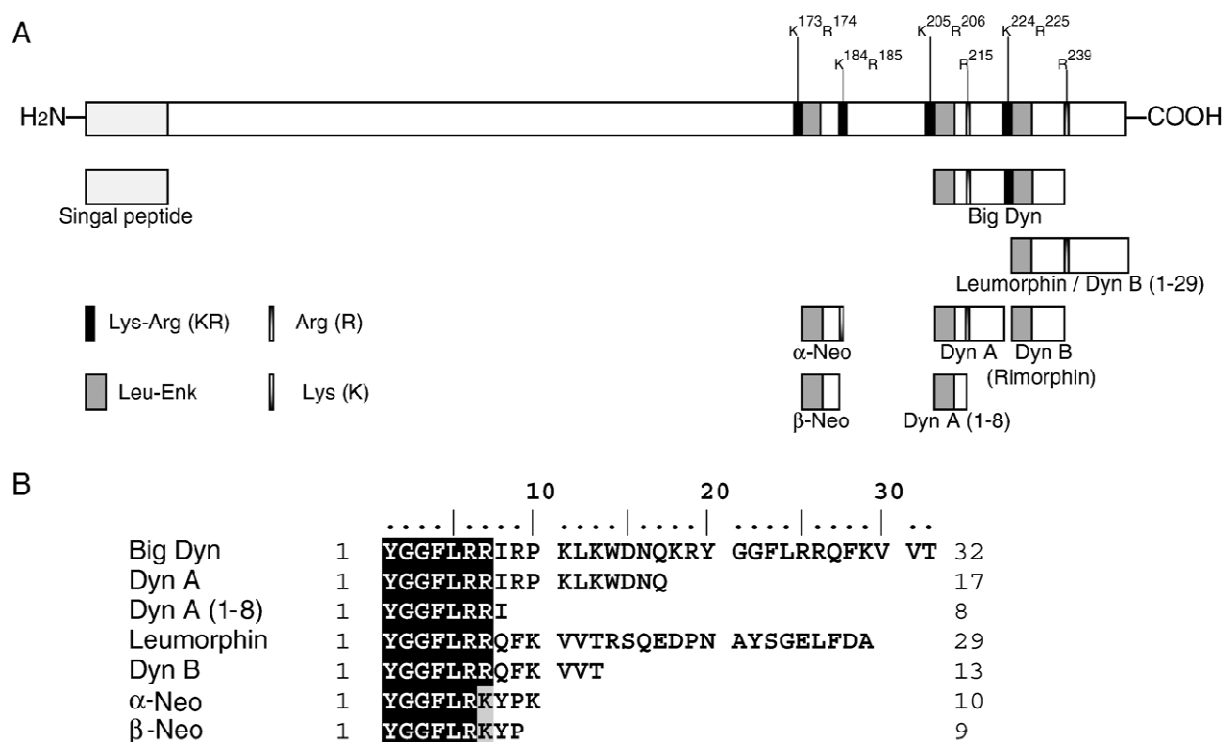 A
K173R174 K205R206 K224R225
K184R185 R215 R239
H2N COOH
Singal peptide Big Dyn
Leumorphin / Dyn B (1-29)
Lys-Arg (KR) Arg (R) α-Neo Dyn A Dyn B
(Rimorphin)
Leu-Enk Lys (K) β-Neo Dyn A (1-8)
B
10 20 30
Big Dyn 1 YGGFLRRIRP KLKWDNQKRY GGFLRRQFKV VT 32
Dyn A 1 YGGFLRRIRP KLKWDNQ 17
Dyn A (1-8) 1 YGGFLRRI 8
Leumorphin 1 YGGFLRRQFK VVTRSQEDPN AYSGELFDA 29
Dyn B 1 YGGFLRRQFK VVT 13
α-Neo 1 YGGFLRKYPK 10
β-Neo 1 YGGFLRKYP 9